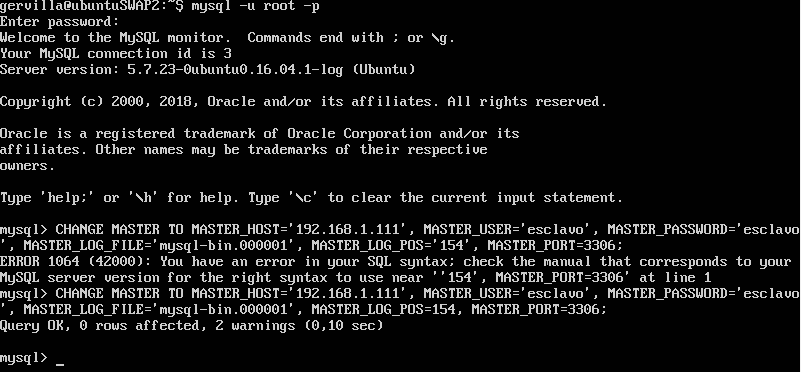 gervilla@ubuntuSWAP2:~$ mysql -u root -p
Enter password:
Welcome to the MySQL monitor.  Commands end with ; or \g.
Your MySQL connection id is 3
Server version: 5.7.23-0ubuntu0.16.04.1-log (Ubuntu)

Copyright (c) 2000, 2018, Oracle and/or its affiliates. All rights reserved.

Oracle is a registered trademark of Oracle Corporation and/or its
affiliates. Other names may be trademarks of their respective
owners.

Type 'help;' or '\h' for help. Type '\c' to clear the current input statement.

mysql> CHANGE MASTER TO MASTER_HOST='192.168.1.111', MASTER_USER='esclavo', MASTER_PASSWORD='esclavo
', MASTER_LOG_FILE='mysql-bin.000001', MASTER_LOG_POS='154', MASTER_PORT=3306;
ERROR 1064 (42000): You have an error in your SQL syntax; check the manual that corresponds to your
MySQL server version for the right syntax to use near ''154', MASTER_PORT=3306' at line 1
mysql> CHANGE MASTER TO MASTER_HOST='192.168.1.111', MASTER_USER='esclavo', MASTER_PASSWORD='esclavo
', MASTER_LOG_FILE='mysql-bin.000001', MASTER_LOG_POS=154, MASTER_PORT=3306;
Query OK, 0 rows affected, 2 warnings (0,10 sec)

mysql> _